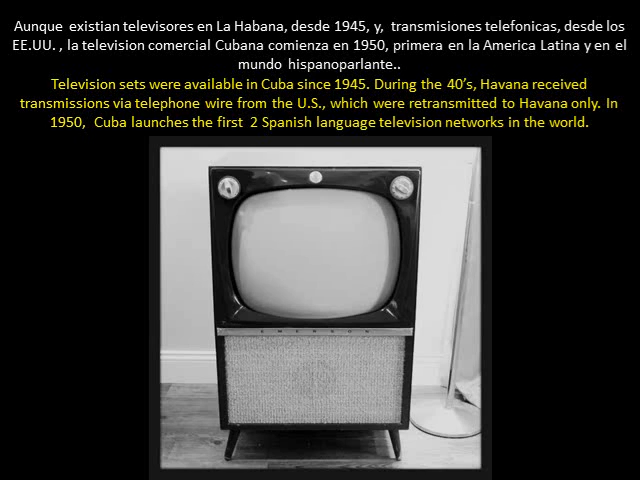 Aunque existian televisores en La Habana, desde 1945, y, transmisiones telefonicas, desde los
EE.UU. , la television comercial Cubana comienza en 1950, primera en la America Latina y en el
mundo hispanoparlante..
Television sets were available in Cuba since 1945. During the 40’s, Havana received
transmissions via telephone wire from the U.S., which were retransmitted to Havana only. In
1950, Cuba launches the first 2 Spanish language television networks in the world.
EMERSON